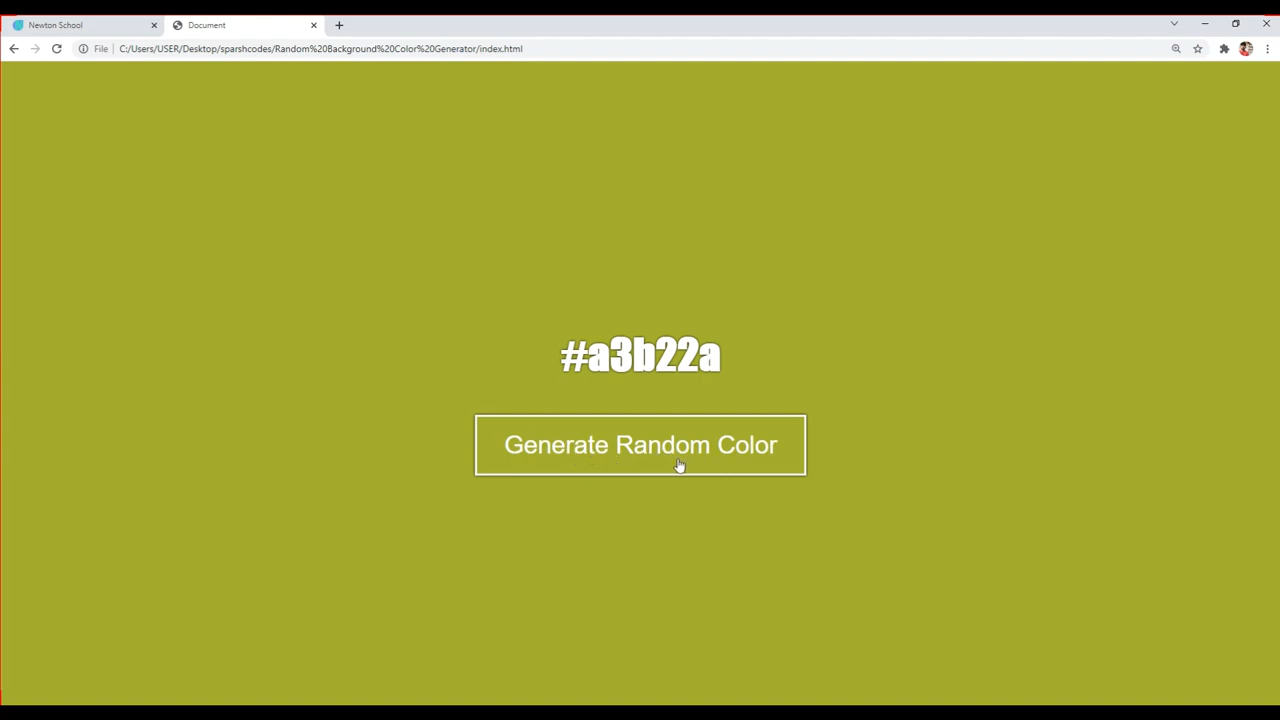 Newton School
Document
File
C:/Users/USER/Desktop/sparshcodes/Random%20Background%20Color%20Generator/index.html
#a3b22a
Generate Random Color